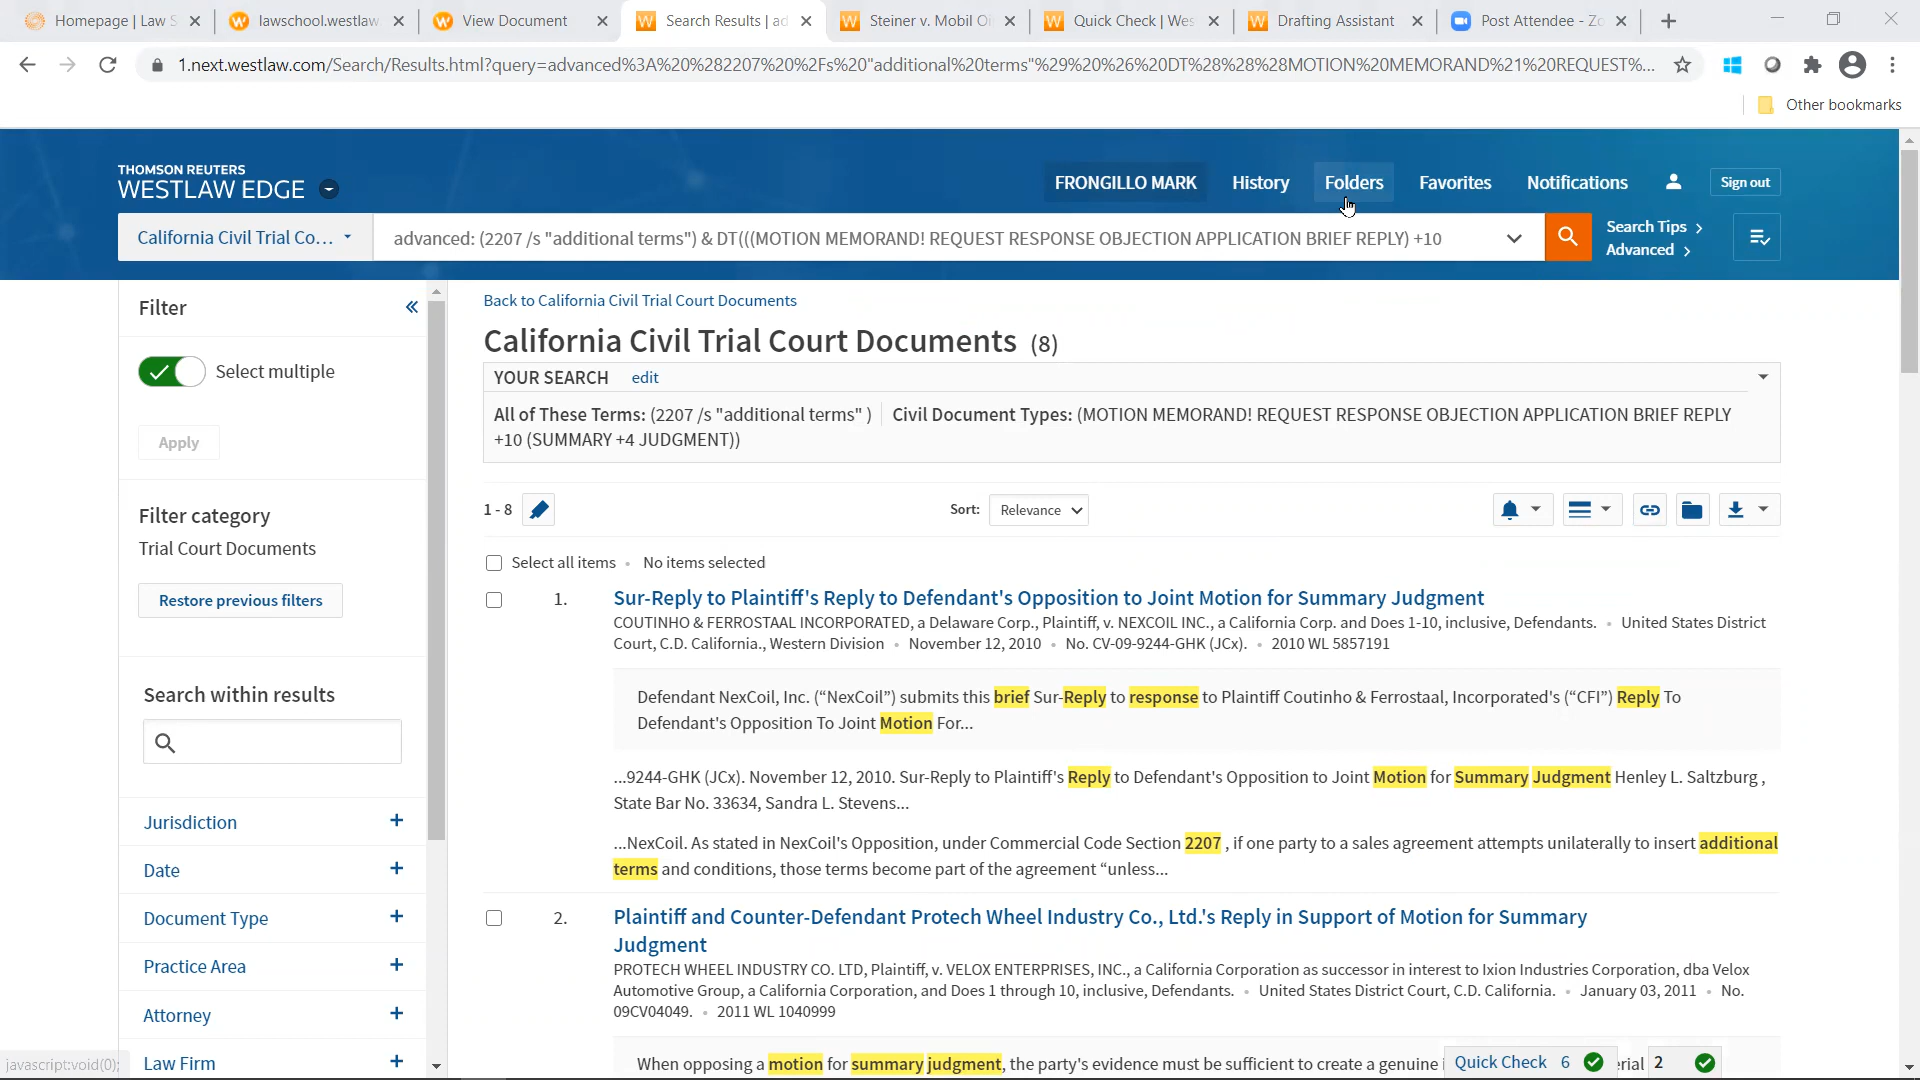 Homepage | Law S
lawschool.westlaw
View Document
Search Results | ad
Steiner v. Mobil Oi
Quick Check | Wes
Drafting Assistant
Post Attendee - Zo
1.next.westlaw.com/Search/Results.html?query=advanced%3A%20%282207%20%2Fs%20"additional%20terms"%29%20%26%20DT%28%28%28MOTION%20MEMORAND%21%20REQUEST%...
Other bookmarks
THOMSON REUTERS
WESTLAW EDGE
FRONGILLO MARK
History
Folders
Favorites
Notifications
Sign out
California Civil Trial Co...
advanced: (2207 /s "additional terms") & DT(((MOTION MEMORAND! REQUEST RESPONSE OBJECTION APPLICATION BRIEF REPLY) +10
Search Tips
Advanced
Filter
Select multiple
Apply
Filter category
Trial Court Documents
Restore previous filters
Search within results
Jurisdiction
Date
Document Type
Practice Area
Attorney
Law Firm
javascript:void(0);
Back to California Civil Trial Court Documents
California Civil Trial Court Documents (8)
YOUR SEARCH edit
All of These Terms: (2207 /s "additional terms" ) Civil Document Types: (MOTION MEMORAND! REQUEST RESPONSE OBJECTION APPLICATION BRIEF REPLY
+10 (SUMMARY +4 JUDGMENT))
1 - 8
Sort: Relevance
Select all items • No items selected
1. Sur-Reply to Plaintiff's Reply to Defendant's Opposition to Joint Motion for Summary Judgment
COUTINHO & FERROSTAAL INCORPORATED, a Delaware Corp., Plaintiff, v. NEXCOIL INC., a California Corp. and Does 1-10, inclusive, Defendants. • United States District
Court, C.D. California., Western Division • November 12, 2010 • No. CV-09-9244-GHK (JCx). • 2010 WL 5857191
Defendant NexCoil, Inc. (“NexCoil”) submits this brief Sur-Reply to response to Plaintiff Coutinho & Ferrostaal, Incorporated's (“CFI”) Reply To
Defendant's Opposition To Joint Motion For...
...9244-GHK (JCx). November 12, 2010. Sur-Reply to Plaintiff's Reply to Defendant's Opposition to Joint Motion for Summary Judgment Henley L. Saltzburg ,
State Bar No. 33634, Sandra L. Stevens...
...NexCoil. As stated in NexCoil's Opposition, under Commercial Code Section 2207 , if one party to a sales agreement attempts unilaterally to insert additional
terms and conditions, those terms become part of the agreement “unless...
2. Plaintiff and Counter-Defendant Protech Wheel Industry Co., Ltd.'s Reply in Support of Motion for Summary
Judgment
PROTECH WHEEL INDUSTRY CO. LTD, Plaintiff, v. VELOX ENTERPRISES, INC., a California Corporation as successor in interest to Ixion Industries Corporation, dba Velox
Automotive Group, a California Corporation, and Does 1 through 10, inclusive, Defendants. • United States District Court, C.D. California. • January 03, 2011 • No.
09CV04049. • 2011 WL 1040999
When opposing a motion for summary judgment, the party's evidence must be sufficient to create a genuine
Quick Check 6
erial 2